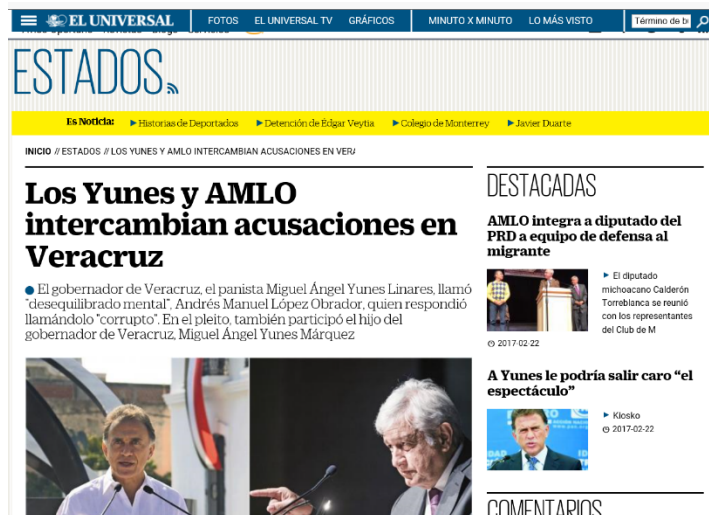 EL UNIVERSAL FOTOS EL UNIVERSAL TV GRÁFICOS MINUTO X MINUTO LO MÁS VISTO Término de b
ESTADOS
Es Noticia: Historias de Deportados Detención de Édgar Veytia Colegio de Monterrey Javier Duarte
INICIO // ESTADOS // LOS YUNES Y AMLO INTERCAMBIAN ACUSACIONES EN VERA
Los Yunes y AMLO
intercambian acusaciones en
Veracruz
El gobernador de Veracruz, el panista Miguel Ángel Yunes Linares, llamó
"desequilibrado mental", Andrés Manuel López Obrador, quien respondió
llamándolo "corrupto". En el pleito, también participó el hijo del
gobernador de Veracruz, Miguel Ángel Yunes Márquez
DESTACADAS
AMLO integra a diputado del
PRD a equipo de defensa al
migrante
El diputado
michoacano Calderón
Torreblanca se reunió
con los representantes
del Club de M
2017-02-22
A Yunes le podría salir caro “el
espectáculo”
Kiosko
2017-02-22
COMENTARIOS